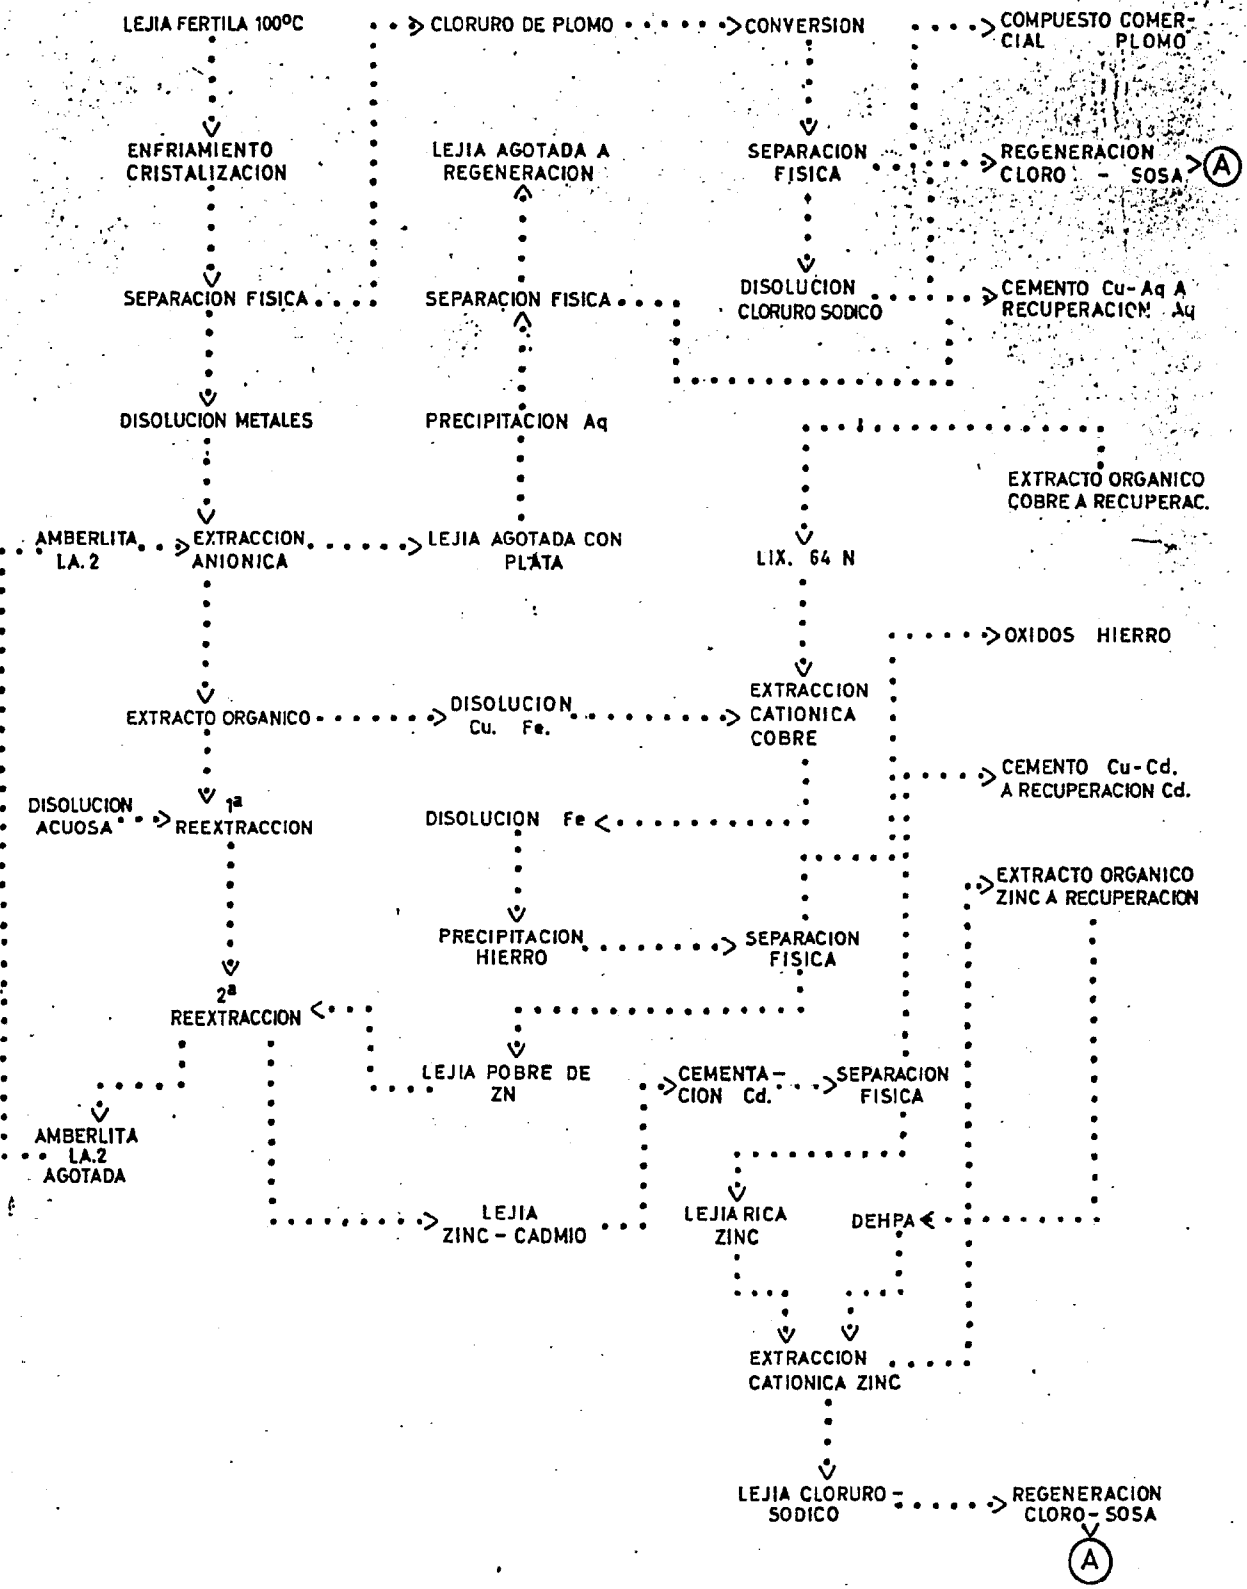 LEJIA FERTILA 100ºC
CLORURO DE PLOMO
CONVERSION
COMPUESTO COMER-
CIAL PLOMO
ENFRIAMIENTO
CRISTALIZACION
LEJIA AGOTADA A
REGENERACION
SEPARACION
FISICA
REGENERACION
CLORO - SOSA
A
SEPARACION FISICA
SEPARACION FISICA
DISOLUCION
CLORURO SODICO
CEMENTO Cu-Aq A
RECUPERACION Aq
DISOLUCION METALES
PRECIPITACION Aq
EXTRACTO ORGANICO
COBRE A RECUPERAC.
AMBERLITA
LA.2
EXTRACCION
ANIONICA
LEJIA AGOTADA CON
PLATA
LIX. 64 N
OXIDOS HIERRO
EXTRACTO ORGANICO
DISOLUCION
Cu. Fe.
EXTRACCION
CATIONICA
COBRE
CEMENTO Cu-Cd.
A RECUPERACION Cd.
DISOLUCION
ACUOSA
1ª
REEXTRACCION
DISOLUCION Fe
EXTRACTO ORGANICO
ZINC A RECUPERACION
PRECIPITACION
HIERRO
SEPARACION
FISICA
2ª
REEXTRACCION
LEJIA POBRE DE
ZN
CEMENTA-
CION Cd.
SEPARACION
FISICA
AMBERLITA
LA.2
AGOTADA
LEJIA
ZINC - CADMIO
LEJIA RICA
ZINC
DEHPA
EXTRACCION
CATIONICA ZINC
LEJIA CLORURO-
SODICO
REGENERACION
CLORO-SOSA
A